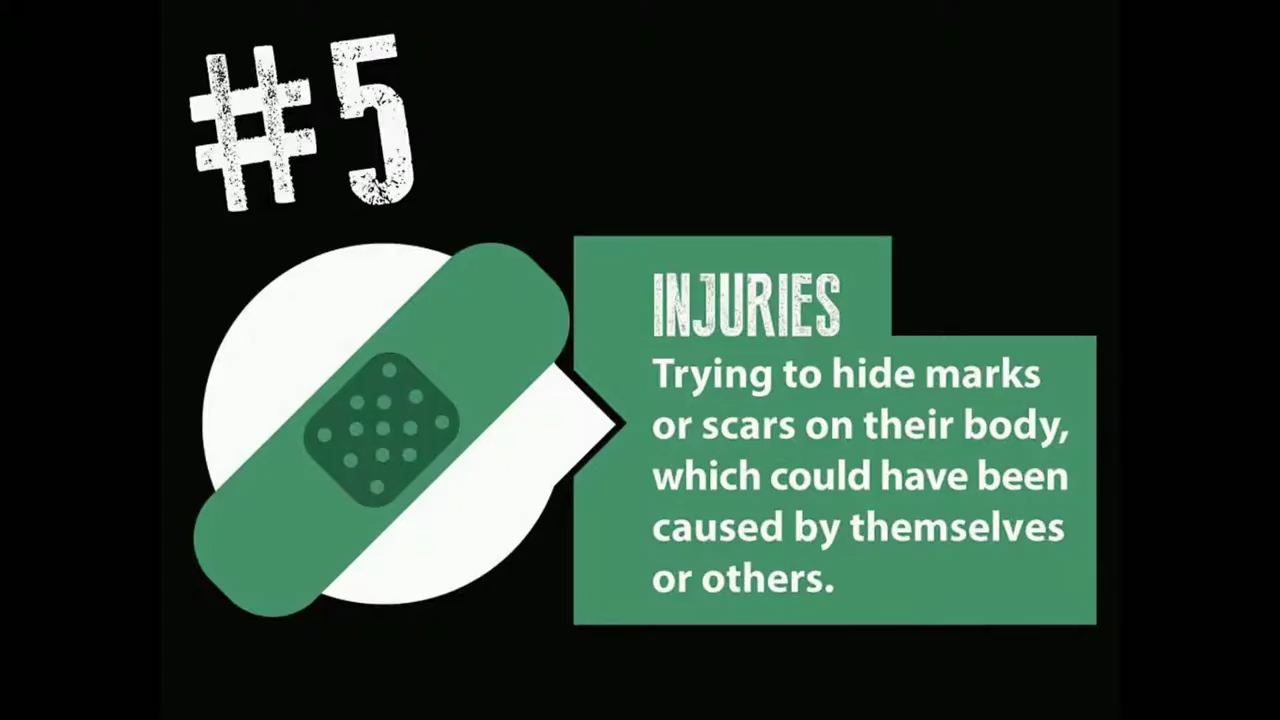 #5
INJURIES
Trying to hide marks
or scars on their body,
which could have been
caused by themselves
or others.